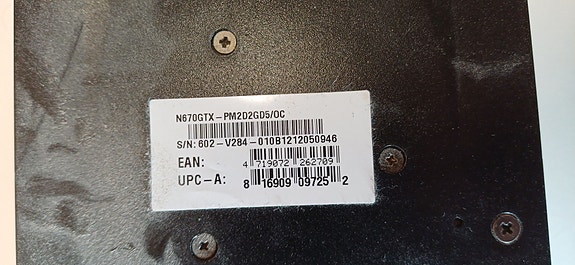 N670GTX-PM2D2GD5/OC
S/N: 602-V284-010B1212050946
EAN: 4 719072 262709
UPC-A: 8 16909 09725 2